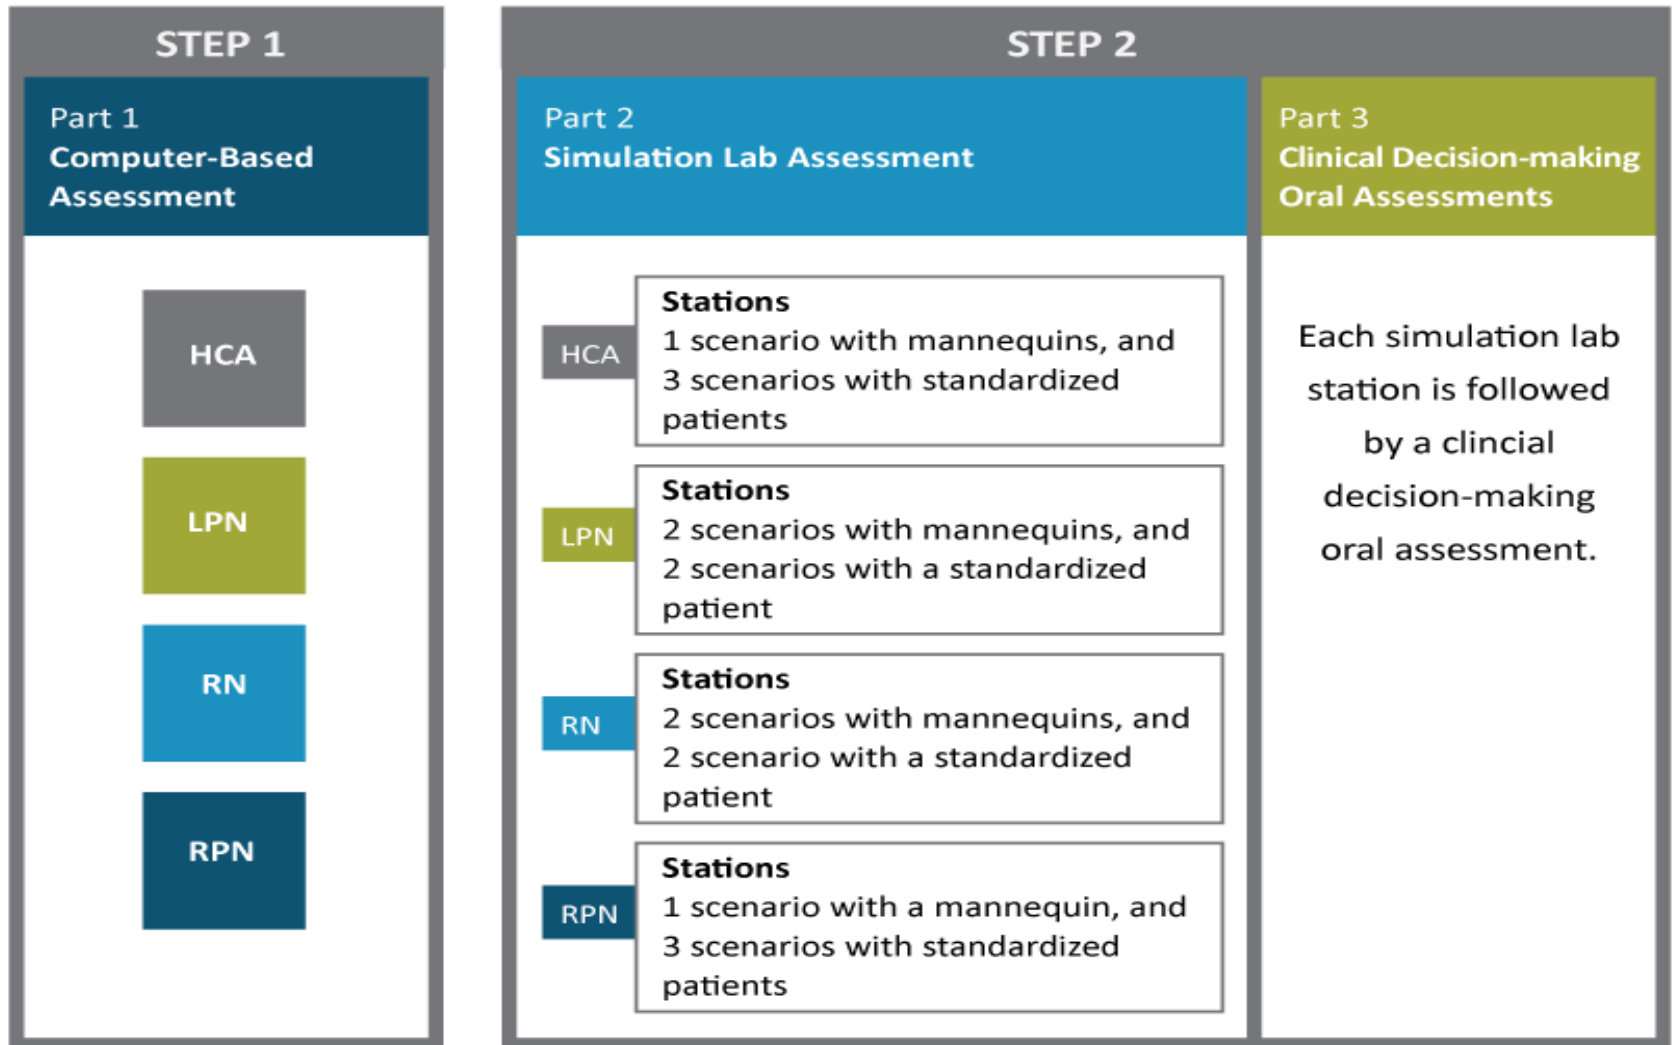 STEP 1
Part 1
Computer-Based
Assessment
HCA
LPN
RN
RPN
STEP 2
Part 2
Simulation Lab Assessment
HCA
Stations
1 scenario with mannequins, and
3 scenarios with standardized
patients
LPN
Stations
2 scenarios with mannequins, and
2 scenarios with a standardized
patient
RN
Stations
2 scenarios with mannequins, and
2 scenario with a standardized
patient
RPN
Stations
1 scenario with a mannequin, and
3 scenarios with standardized
patients
Part 3
Clinical Decision-making
Oral Assessments
Each simulation lab
station is followed
by a clincial
decision-making
oral assessment.